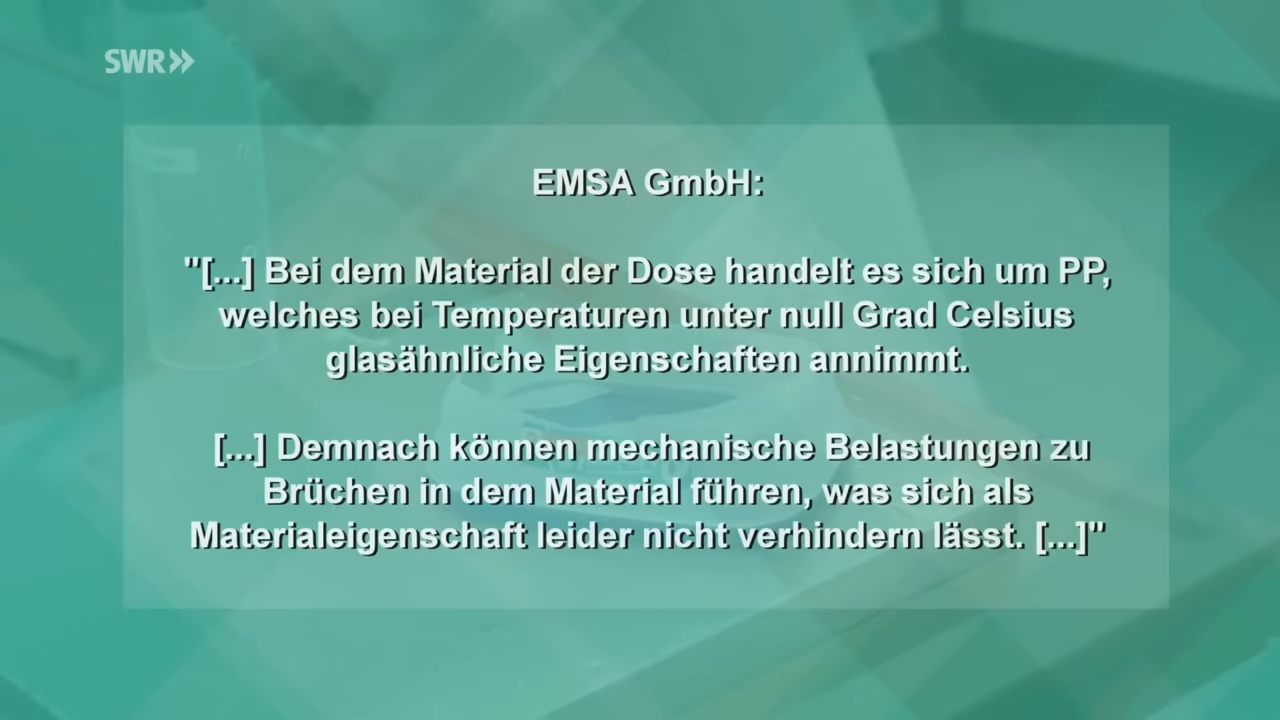 SWR»
EMSA GmbH:
"[...] Bei dem Material der Dose handelt es sich um PP,
welches bei Temperaturen unter null Grad Celsius
glasähnliche Eigenschaften annimmt.
[...] Demnach können mechanische Belastungen zu
Brüchen in dem Material führen, was sich als
Materialeigenschaft leider nicht verhindern lässt. [...]"